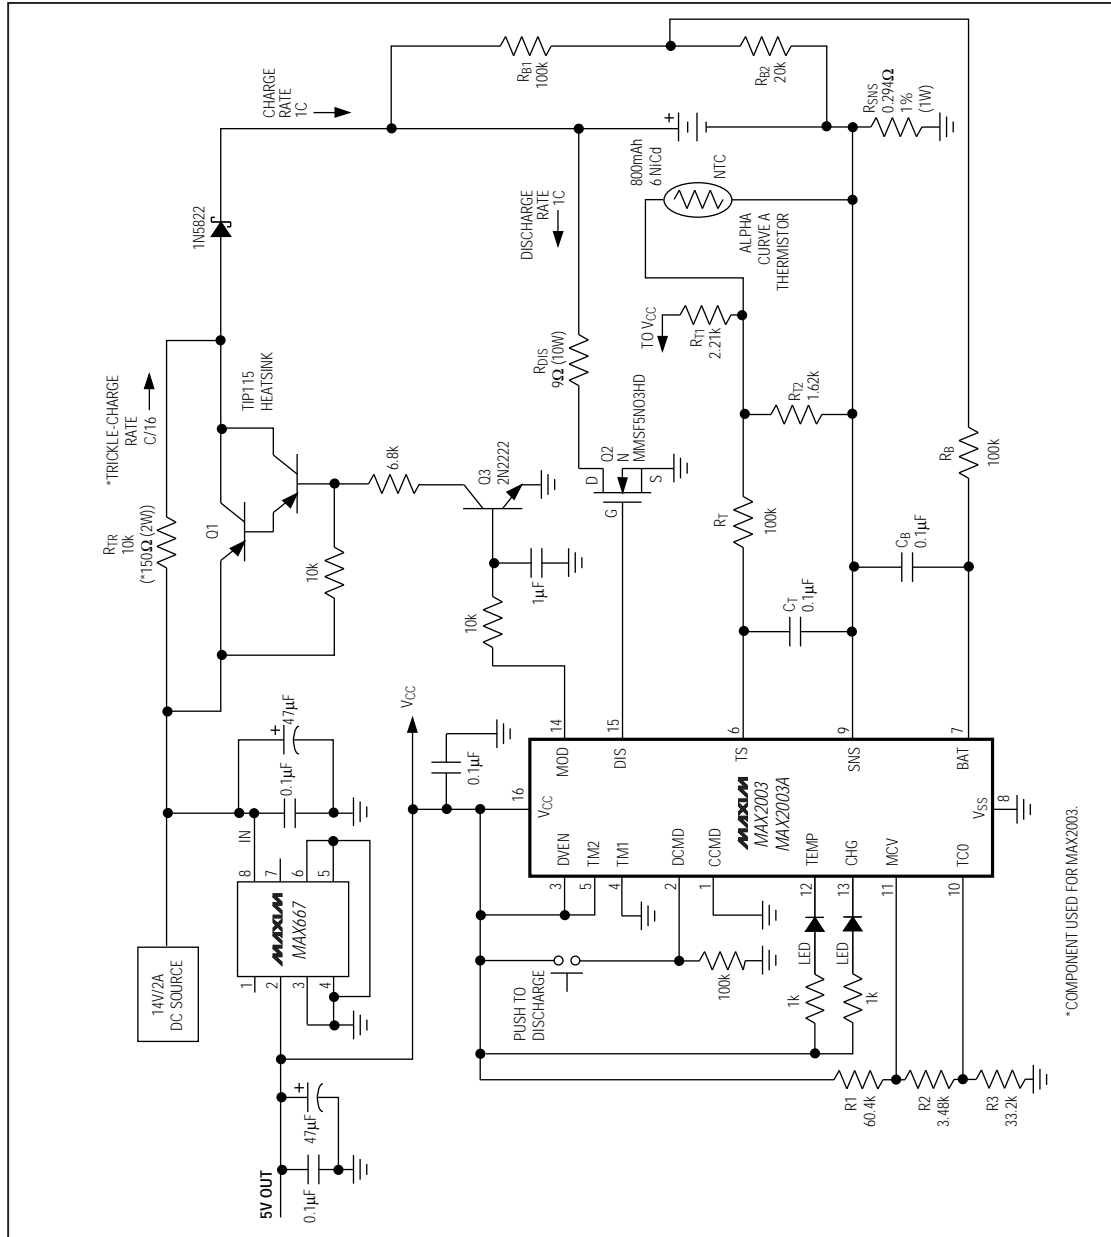 14V/2A
DC SOURCE
5V OUT
0.1µF
47µF
+
1
2
3
4
MAXIM
MAX667
8
7
6
5
IN
0.1µF
47µF
+
VCC
0.1µF
RTR
10k
(*150Ω (2W))
*TRICKLE-CHARGE
RATE
C/16
Q1
TIP115
HEATSINK
10k
6.8k
Q3
2N2222
10k
1µF
1N5822
CHARGE
RATE
1C
DISCHARGE
RATE
1C
RDIS
9Ω (10W)
Q2
N
MMSF5NO3HD
D
G
S
RB1
100k
RB2
20k
800mAh
6 NiCd
+
RSNS
0.294Ω
1%
(1W)
NTC
ALPHA
CURVE A
THERMISTOR
TO VCC
RT1
2.21k
RT2
1.62k
RT
100k
CT
0.1µF
CB
0.1µF
RB
100k
PUSH TO
DISCHARGE
100k
1k
LED
1k
LED
R1
60.4k
R2
3.48k
R3
33.2k
3
DVEN
5
TM2
4
TM1
2
DCMD
1
CCMD
12
TEMP
13
CHG
11
MCV
10
TC0
16
VCC
MAXIM
MAX2003
MAX2003A
VSS
8
MOD
14
DIS
15
TS
6
SNS
9
BAT
7
*COMPONENT USED FOR MAX2003.